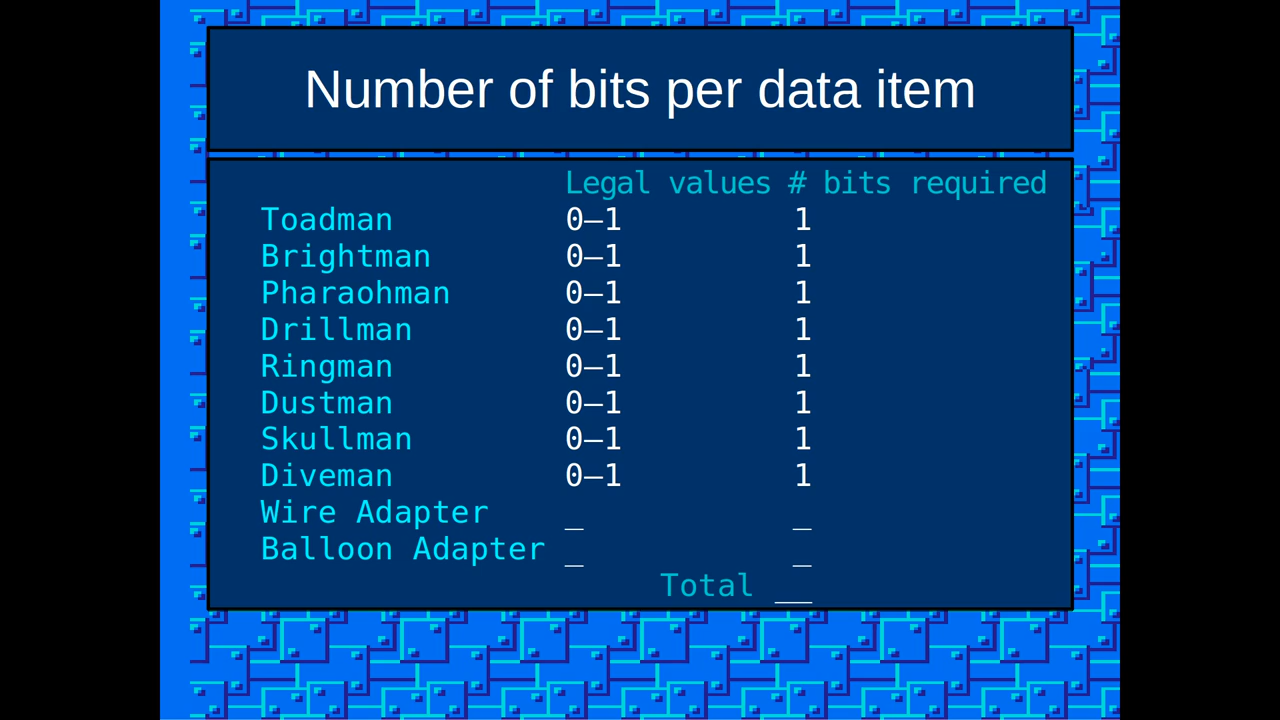 Number of bits per data item
Legal values # bits required
Toadman 0–1 1
Brightman 0–1 1
Pharaohman 0–1 1
Drillman 0–1 1
Ringman 0–1 1
Dustman 0–1 1
Skullman 0–1 1
Diveman 0–1 1
Wire Adapter _ _
Balloon Adapter _ _
Total __